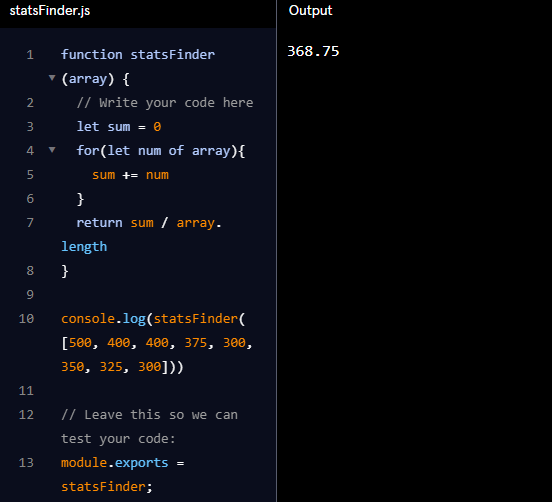 statsFinder.js
Output
1 function statsFinder
(array) {
2 // Write your code here
3 let sum = 0
4 for(let num of array){
5 sum += num
6 }
7 return sum / array.
length
8 }
9
10 console.log(statsFinder(
[500, 400, 400, 375, 300,
350, 325, 300]))
11
12 // Leave this so we can
test your code:
13 module.exports =
statsFinder;
368.75